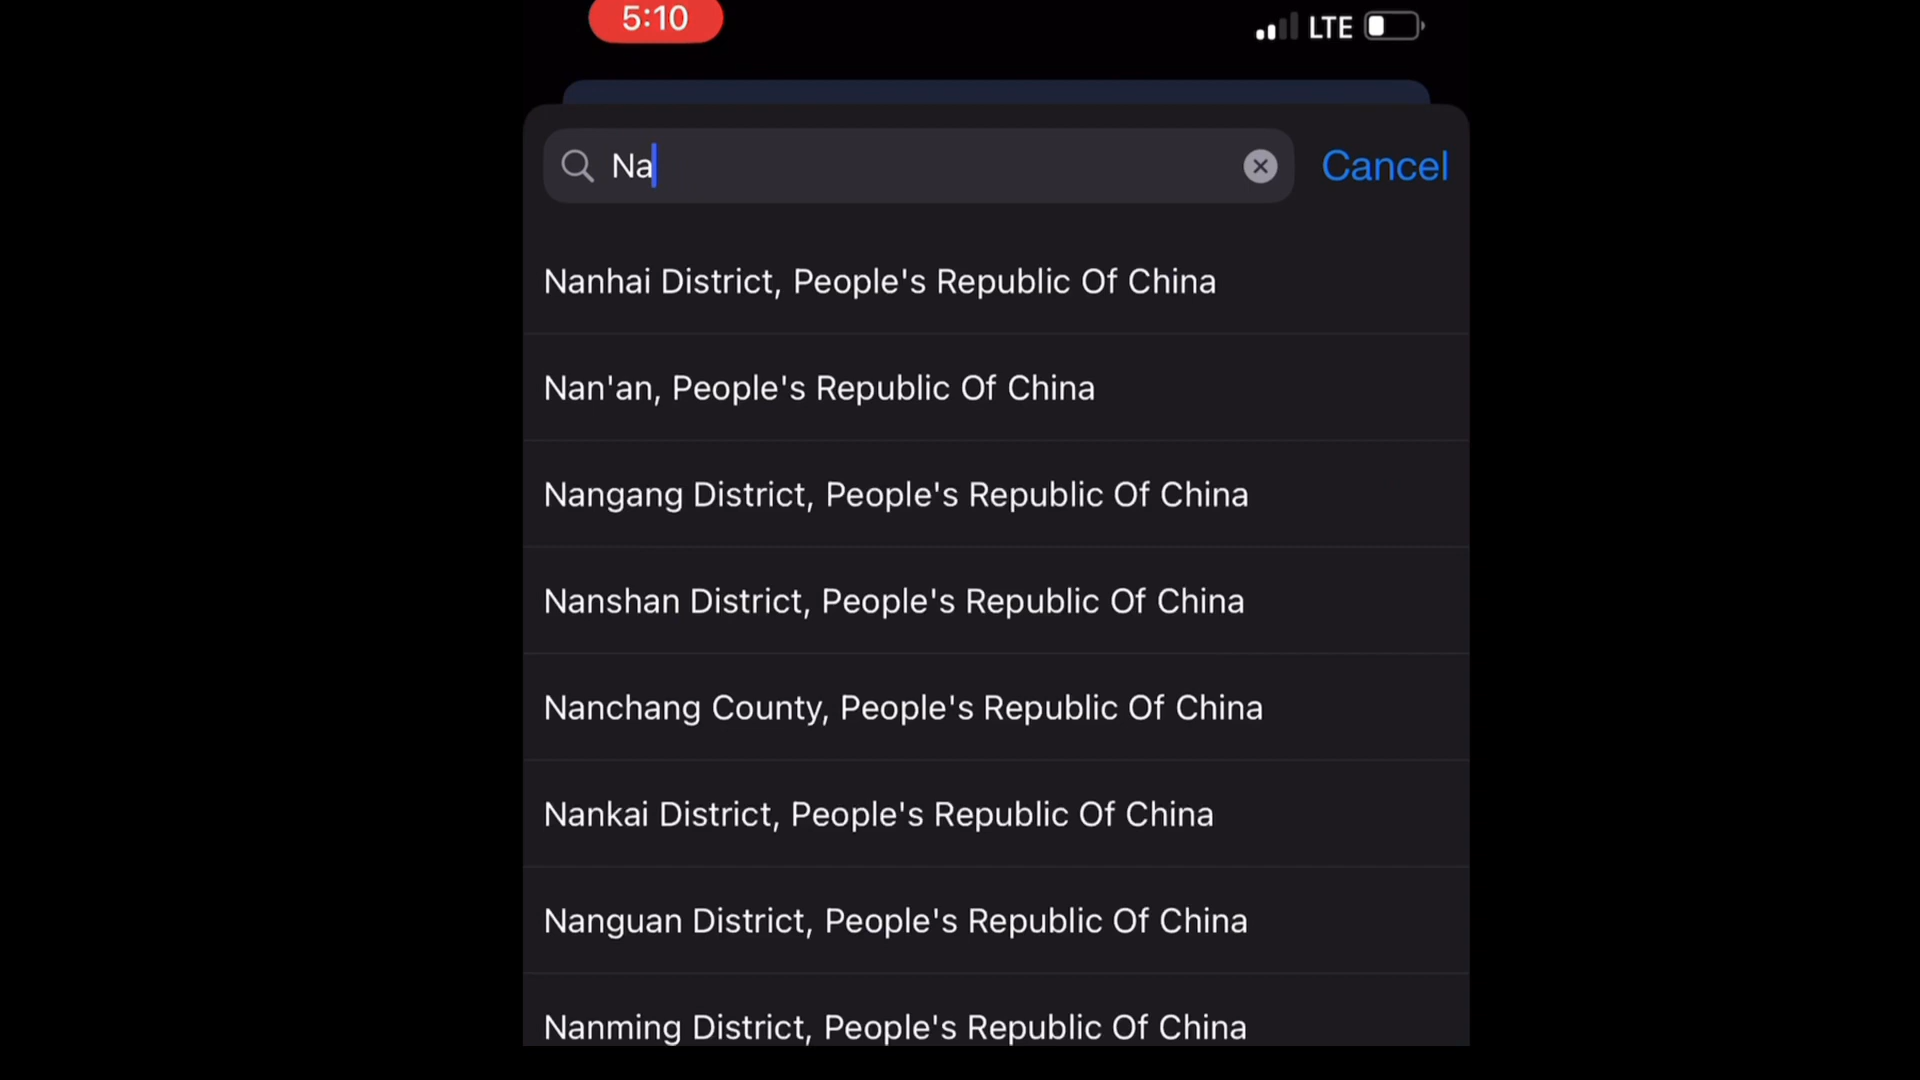 5:10
LTE
Na
Cancel
Nanhai District, People's Republic Of China
Nan'an, People's Republic Of China
Nangang District, People's Republic Of China
Nanshan District, People's Republic Of China
Nanchang County, People's Republic Of China
Nankai District, People's Republic Of China
Nanguan District, People's Republic Of China
Nanming District, People's Republic Of China